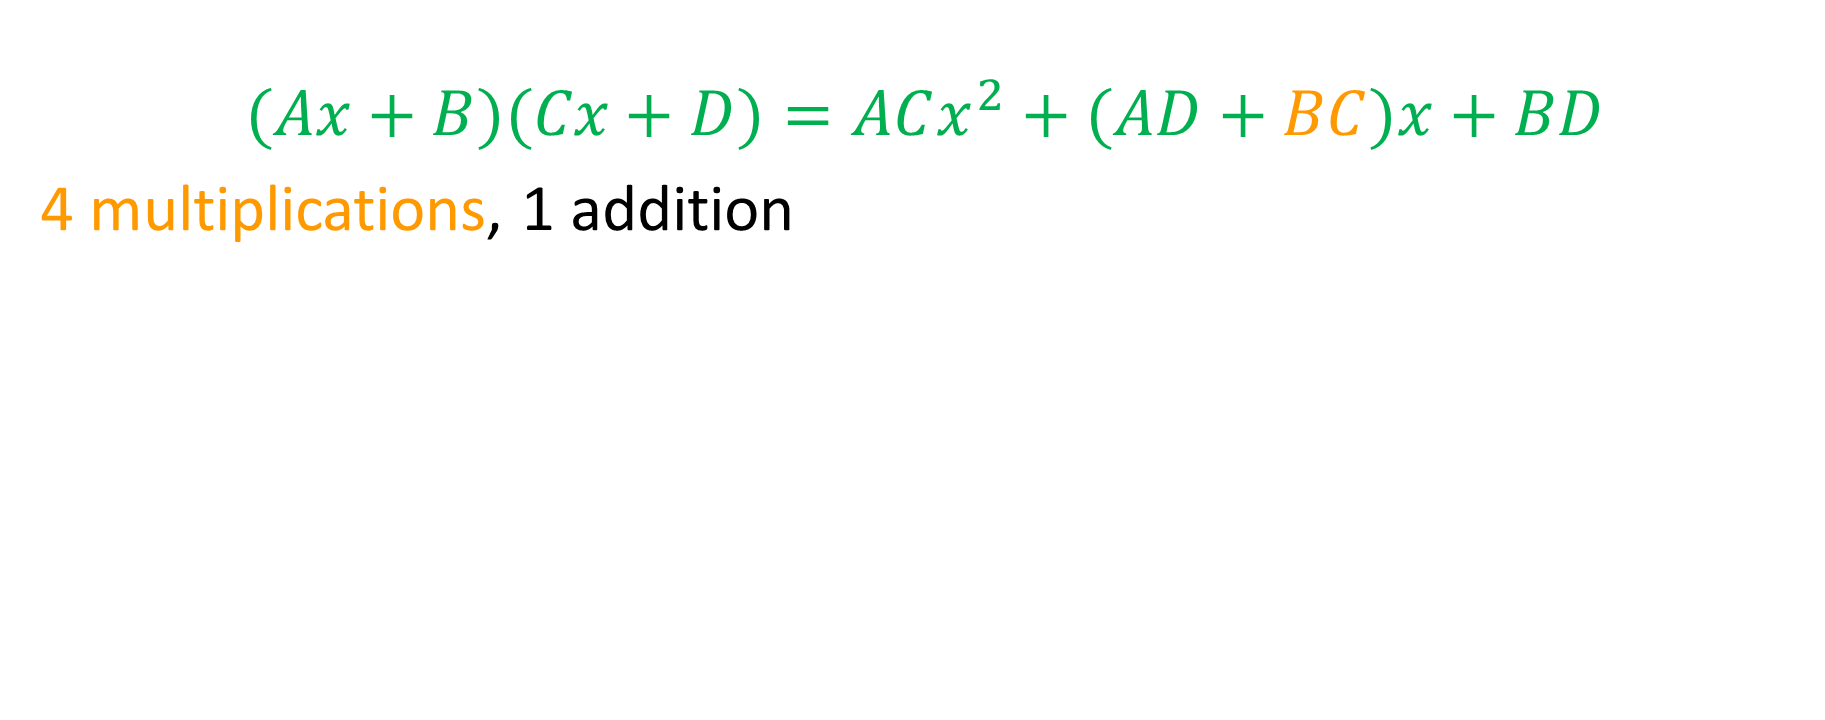 (Ax + B)(Cx + D) = ACx² + (AD + BC)x + BD
4 multiplications, 1 addition